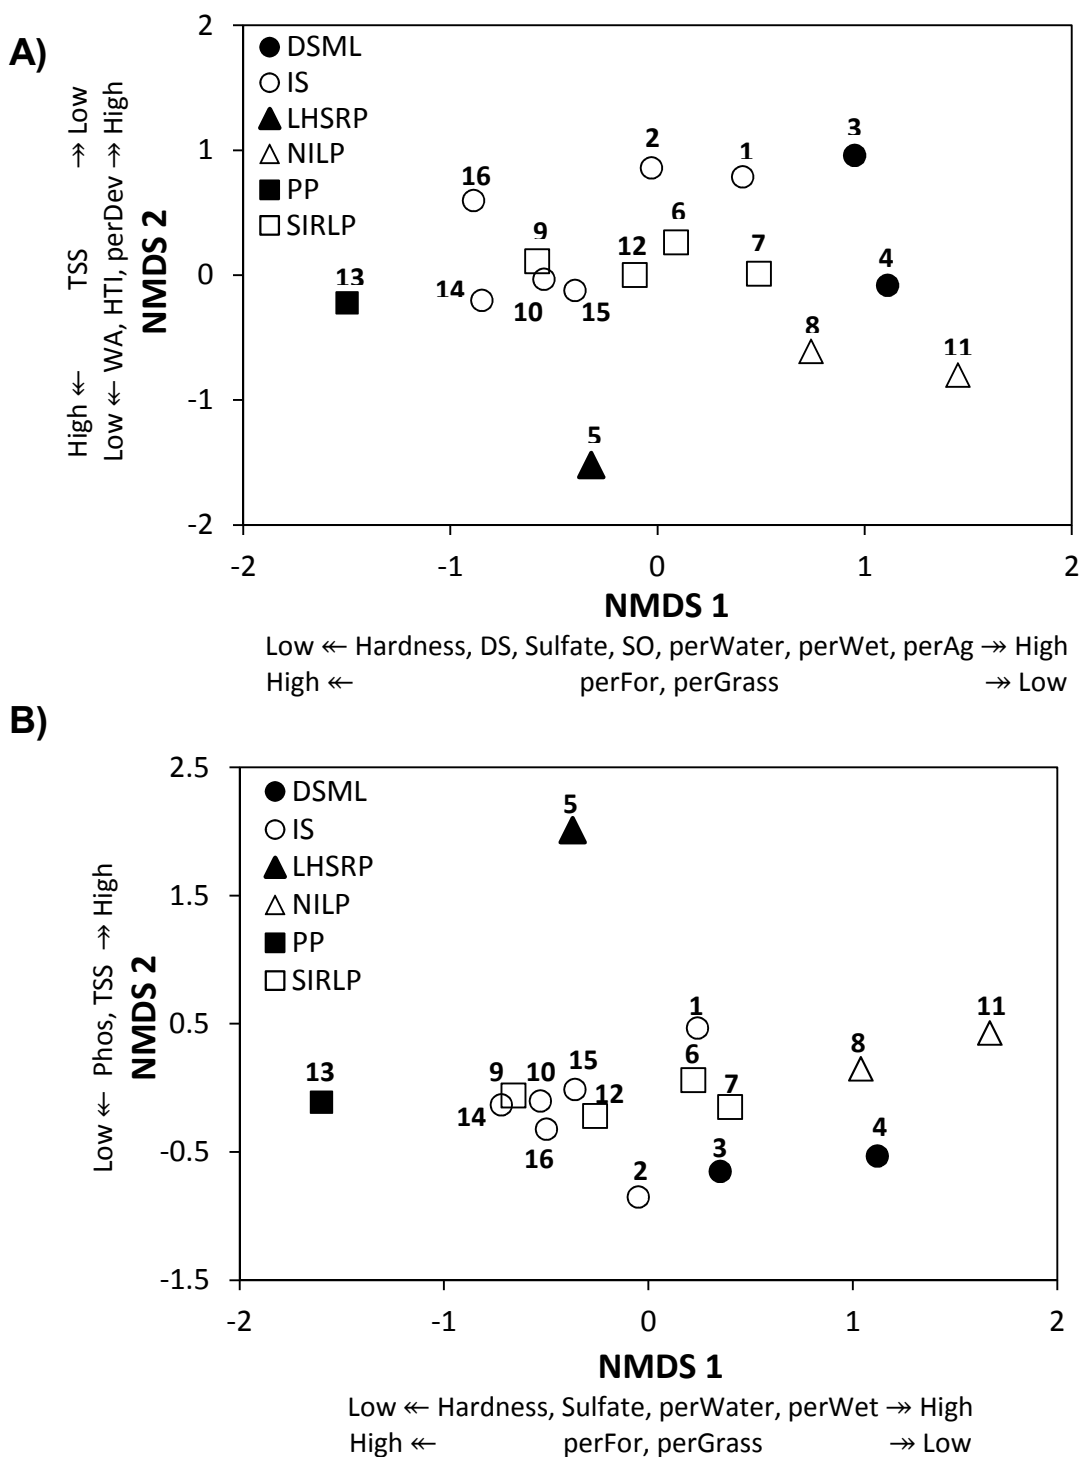 A)
2
1
0
-1
-2
High ↞ TSS ↠ Low
Low ↞ WA, HTI, perDev ↠ High
NMDS 2
DSML
IS
LHSRP
NILP
PP
SIRLP
2
1
3
16
6
9
12
7
4
13
14
10
15
8
11
5
-2
-1
0
1
2
NMDS 1
Low ↞ Hardness, DS, Sulfate, SO, perWater, perWet, perAg ↠ High
High ↞ perFor, perGrass ↠ Low
B)
2.5
1.5
0.5
-0.5
-1.5
Low ↞ Phos, TSS ↠ High
NMDS 2
DSML
IS
LHSRP
NILP
PP
SIRLP
5
1
11
6
8
13
9
10
15
12
7
14
16
2
3
4
-2
-1
0
1
2
NMDS 1
Low ↞ Hardness, Sulfate, perWater, perWet ↠ High
High ↞ perFor, perGrass ↠ Low